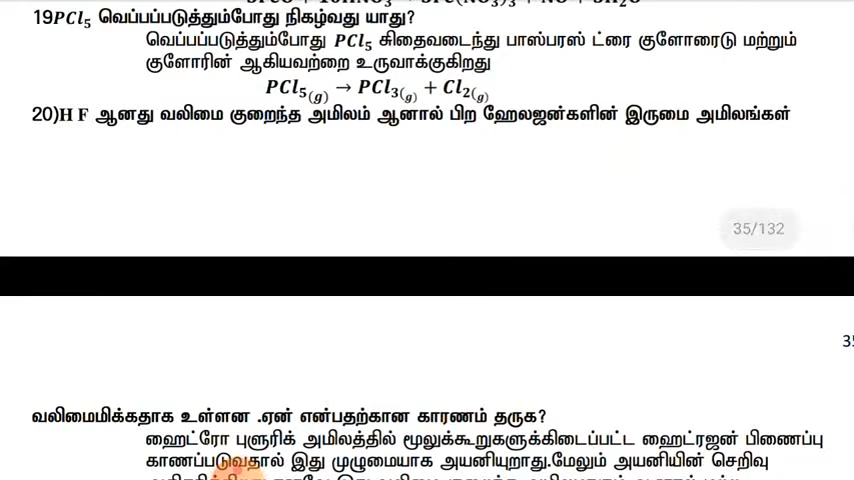 19PCl₅ வெப்பப்படுத்தும்போது நிகழ்வது யாது?
வெப்பப்படுத்தும்போது PCl₅ சிதைவடைந்து பாஸ்பரஸ் ட்ரை குளோரைடு மற்றும்
குளோரின் ஆகியவற்றை உருவாக்குகிறது
PCl₅(g) → PCl₃(g) + Cl₂(g)
20)H F ஆனது வலிமை குறைந்த அமிலம் ஆனால் பிற ஹேலஜன்களின் இருமை அமிலங்கள்
35/132
வலிமைமிக்கதாக உள்ளன .ஏன் என்பதற்கான காரணம் தருக?
ஹைட்ரோ புளுரிக் அமிலத்தில் மூலுக்கூறுகளுக்கிடைப்பட்ட ஹைட்ரஜன் பிணைப்பு
காணப்படுவதால் இது முழுமையாக அயனியுறாது.மேலும் அயனியின் செறிவு